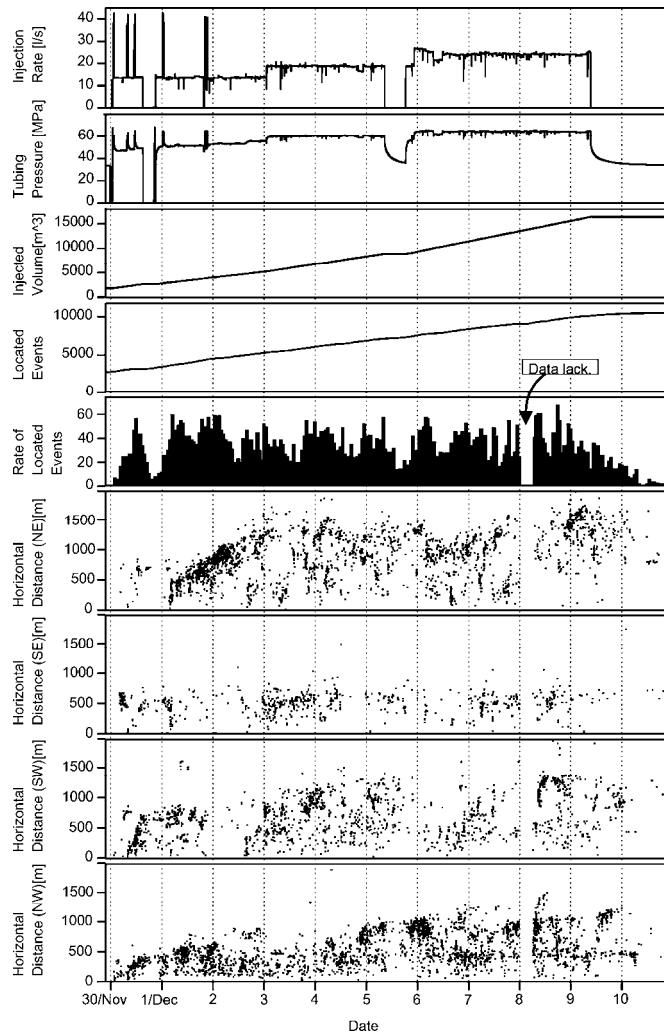 Injection
Rate [l/s]
40
30
20
10
0
Tubing
Pressure [MPa]
60
40
20
0
Injected
Volume[m^3]
15000
10000
5000
0
Located
Events
10000
5000
0
Data lack.
Rate of
Located
Events
60
40
20
0
Horizontal
Distance (NE)[m]
1500
1000
500
0
Horizontal
Distance (SE)[m]
1500
1000
500
0
Horizontal
Distance (SW)[m]
1500
1000
500
0
Horizontal
Distance (NW)[m]
1500
1000
500
0
30/Nov 1/Dec 2 3 4 5 6 7 8 9 10
Date